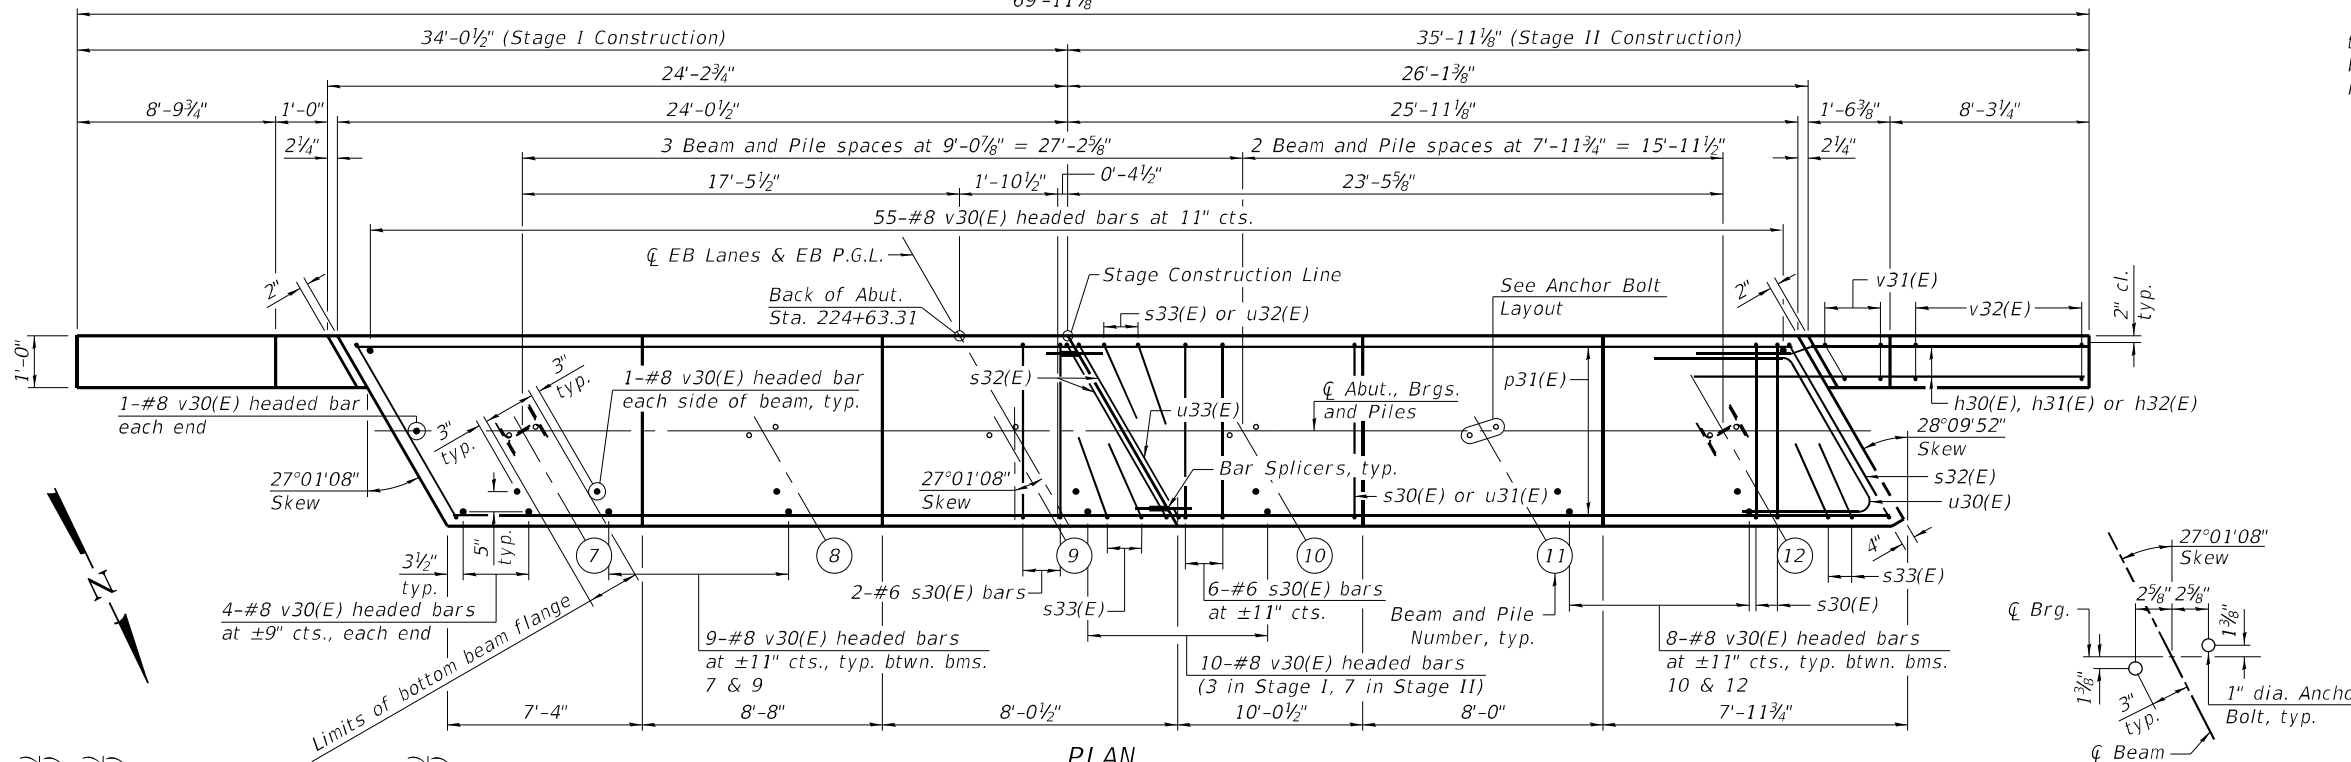 69'-11⅛"
34'-0½" (Stage I Construction)
35'-11⅛" (Stage II Construction)
24'-2¾"
26'-1⅜"
8'-9¾"
1'-0"
24'-0½"
25'-11⅛"
1'-6⅜"
8'-3¼"
2¼"
3 Beam and Pile spaces at 9'-0⅞" = 27'-2⅝"
2 Beam and Pile spaces at 7'-11¾" = 15'-11½"
2¼"
17'-5½"
1'-10½"
0'-4½"
23'-5⅝"
55-#8 v30(E) headed bars at 11" cts.
℄ EB Lanes & EB P.G.L.
Stage Construction Line
2"
Back of Abut.
Sta. 224+63.31
s33(E) or u32(E)
See Anchor Bolt
Layout
2"
v31(E)
v32(E)
2" cl.
typ.
1'-0"
3"
typ.
1-#8 v30(E) headed bar
each side of beam, typ.
s32(E)
℄ Abut., Brgs.
and Piles
p31(E)
1-#8 v30(E) headed bar
each end
3"
typ.
u33(E)
h30(E), h31(E) or h32(E)
28°09'52"
Skew
27°01'08"
Skew
27°01'08"
Skew
Bar Splicers, typ.
s30(E) or u31(E)
s32(E)
u30(E)
N
3½"
typ.
5"
typ.
7
8
9
10
11
12
4"
4-#8 v30(E) headed bars
at ±9" cts., each end
2-#6 s30(E) bars
s33(E)
6-#6 s30(E) bars
at ±11" cts.
Beam and Pile
Number, typ.
s30(E)
s33(E)
Limits of bottom beam flange
9-#8 v30(E) headed bars
at ±11" cts., typ. btwn. bms.
7 & 9
10-#8 v30(E) headed bars
(3 in Stage I, 7 in Stage II)
8-#8 v30(E) headed bars
at ±11" cts., typ. btwn. bms.
10 & 12
7'-4"
8'-8"
8'-0½"
10'-0½"
8'-0"
7'-11¾"
PLAN
27°01'08"
Skew
2⅝"
2⅝"
℄ Brg.
1⅜"
1⅜"
3"
typ.
1" dia. Ancho
Bolt, typ.
℄ Beam